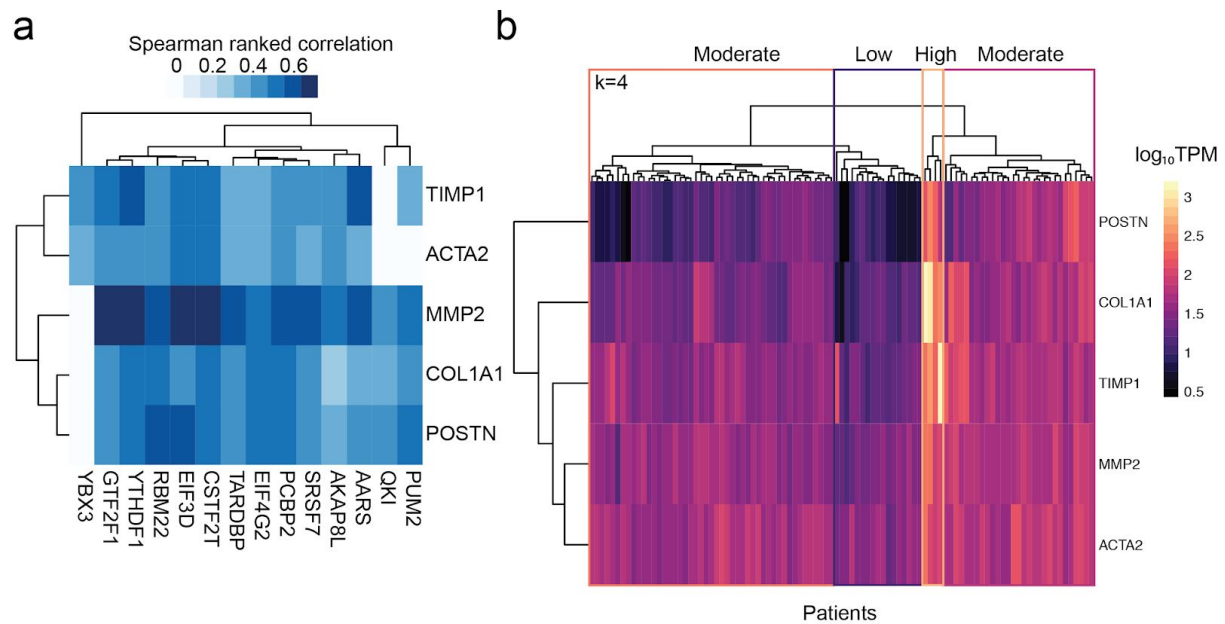 a
Spearman ranked correlation
0 0.2 0.4 0.6
TIMP1
ACTA2
MMP2
COL1A1
POSTN
YBX3
GTF2F1
YTHDF1
RBM22
EIF3D
CSTF2T
TARDBP
EIF4G2
PCBP2
SRSF7
AKAP8L
AARS
QKI
PUM2
b
Moderate Low High Moderate
k=4
log₁₀TPM
3
2.5
2
1.5
1
0.5
POSTN
COL1A1
TIMP1
MMP2
ACTA2
Patients